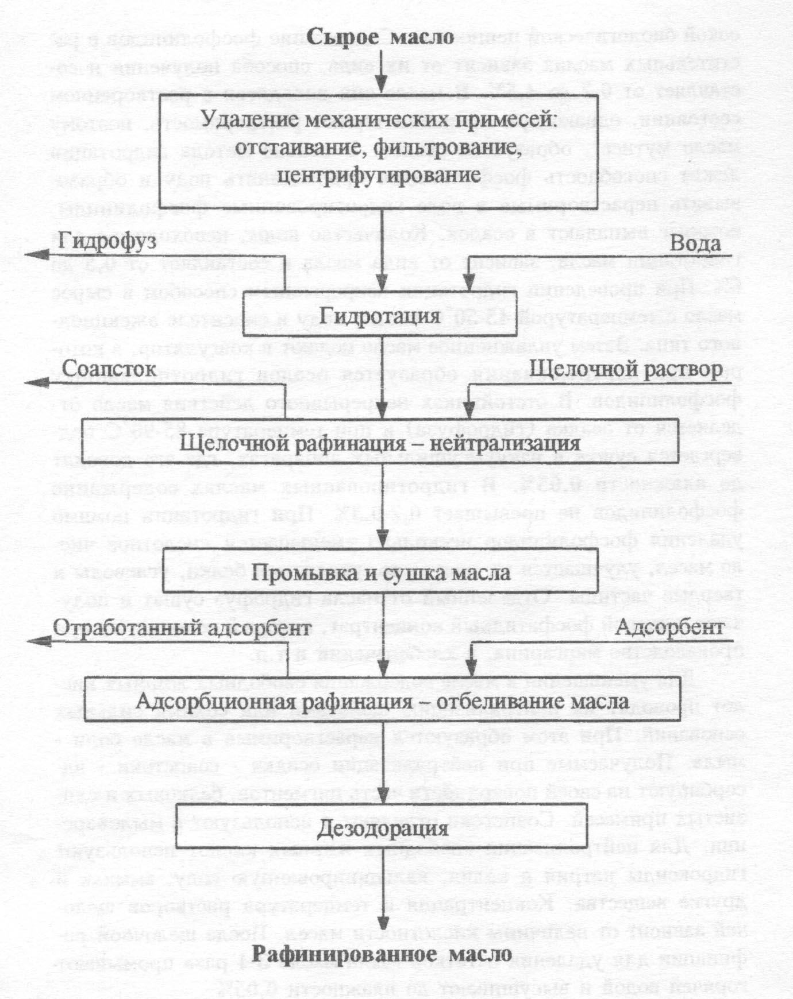 Сырое масло
Удаление механических примесей:
отстаивание, фильтрование,
центрифугирование
Гидрофуз
Вода
Гидротация
Соапсток
Щелочной раствор
Щелочной рафинация – нейтрализация
Промывка и сушка масла
Отработанный адсорбент
Адсорбент
Адсорбционная рафинация – отбеливание масла
Дезодорация
Рафинированное масло